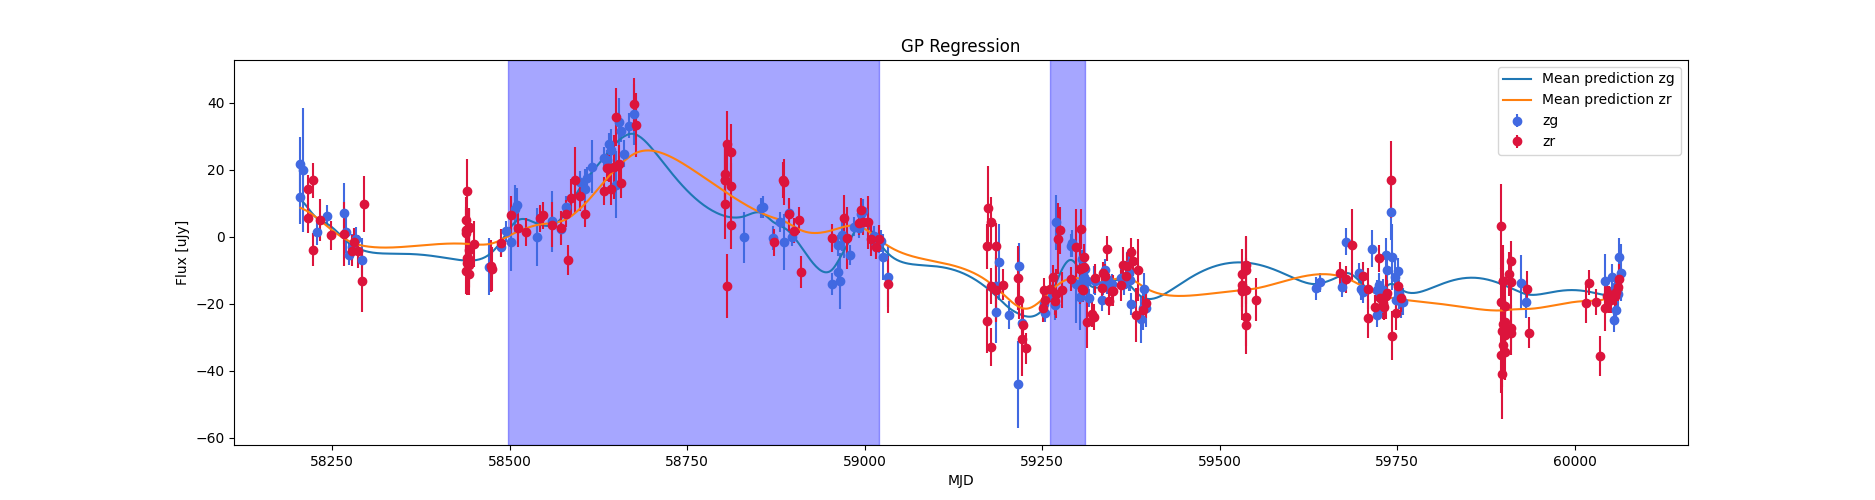 GP Regression
Mean prediction zg
Mean prediction zr
zg
zr
Flux [uJy]
40
20
0
−20
−40
−60
58250 58500 58750 59000 59250 59500 59750 60000
MJD